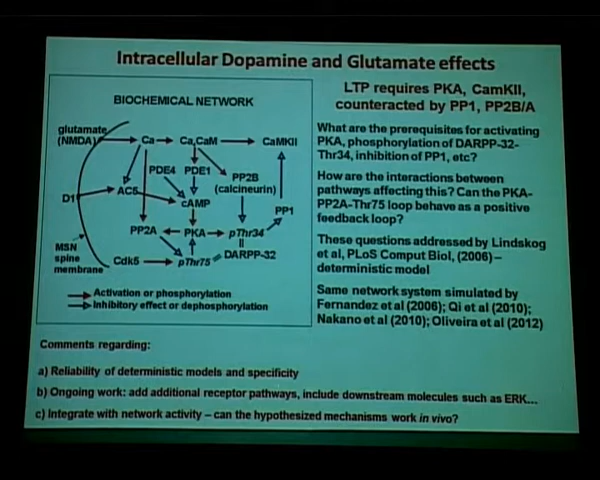 Intracellular Dopamine and Glutamate effects
BIOCHEMICAL NETWORK
glutamate
(NMDA)
Ca
Ca,CaM
CaMKII
PDE4
PDE1
PP2B
(calcineurin)
D1
AC5
cAMP
PP1
PP2A
PKA
pThr34
MSN
spine
membrane
Cdk5
pThr75
DARPP-32
Activation or phosphorylation
Inhibitory effect or dephosphorylation
LTP requires PKA, CamKII,
counteracted by PP1, PP2B/A
What are the prerequisites for activating
PKA, phosphorylation of DARPP-32-
Thr34, inhibition of PP1, etc?
How are the interactions between
pathways affecting this? Can the PKA-
PP2A-Thr75 loop behave as a positive
feedback loop?
These questions addressed by Lindskog
et al, PLoS Comput Biol, (2006) –
deterministic model
Same network system simulated by
Fernandez et al (2006); Qi et al (2010);
Nakano et al (2010); Oliveira et al (2012)
Comments regarding:
a) Reliability of deterministic models and specificity
b) Ongoing work: add additional receptor pathways, include downstream molecules such as ERK...
c) Integrate with network activity – can the hypothesized mechanisms work in vivo?